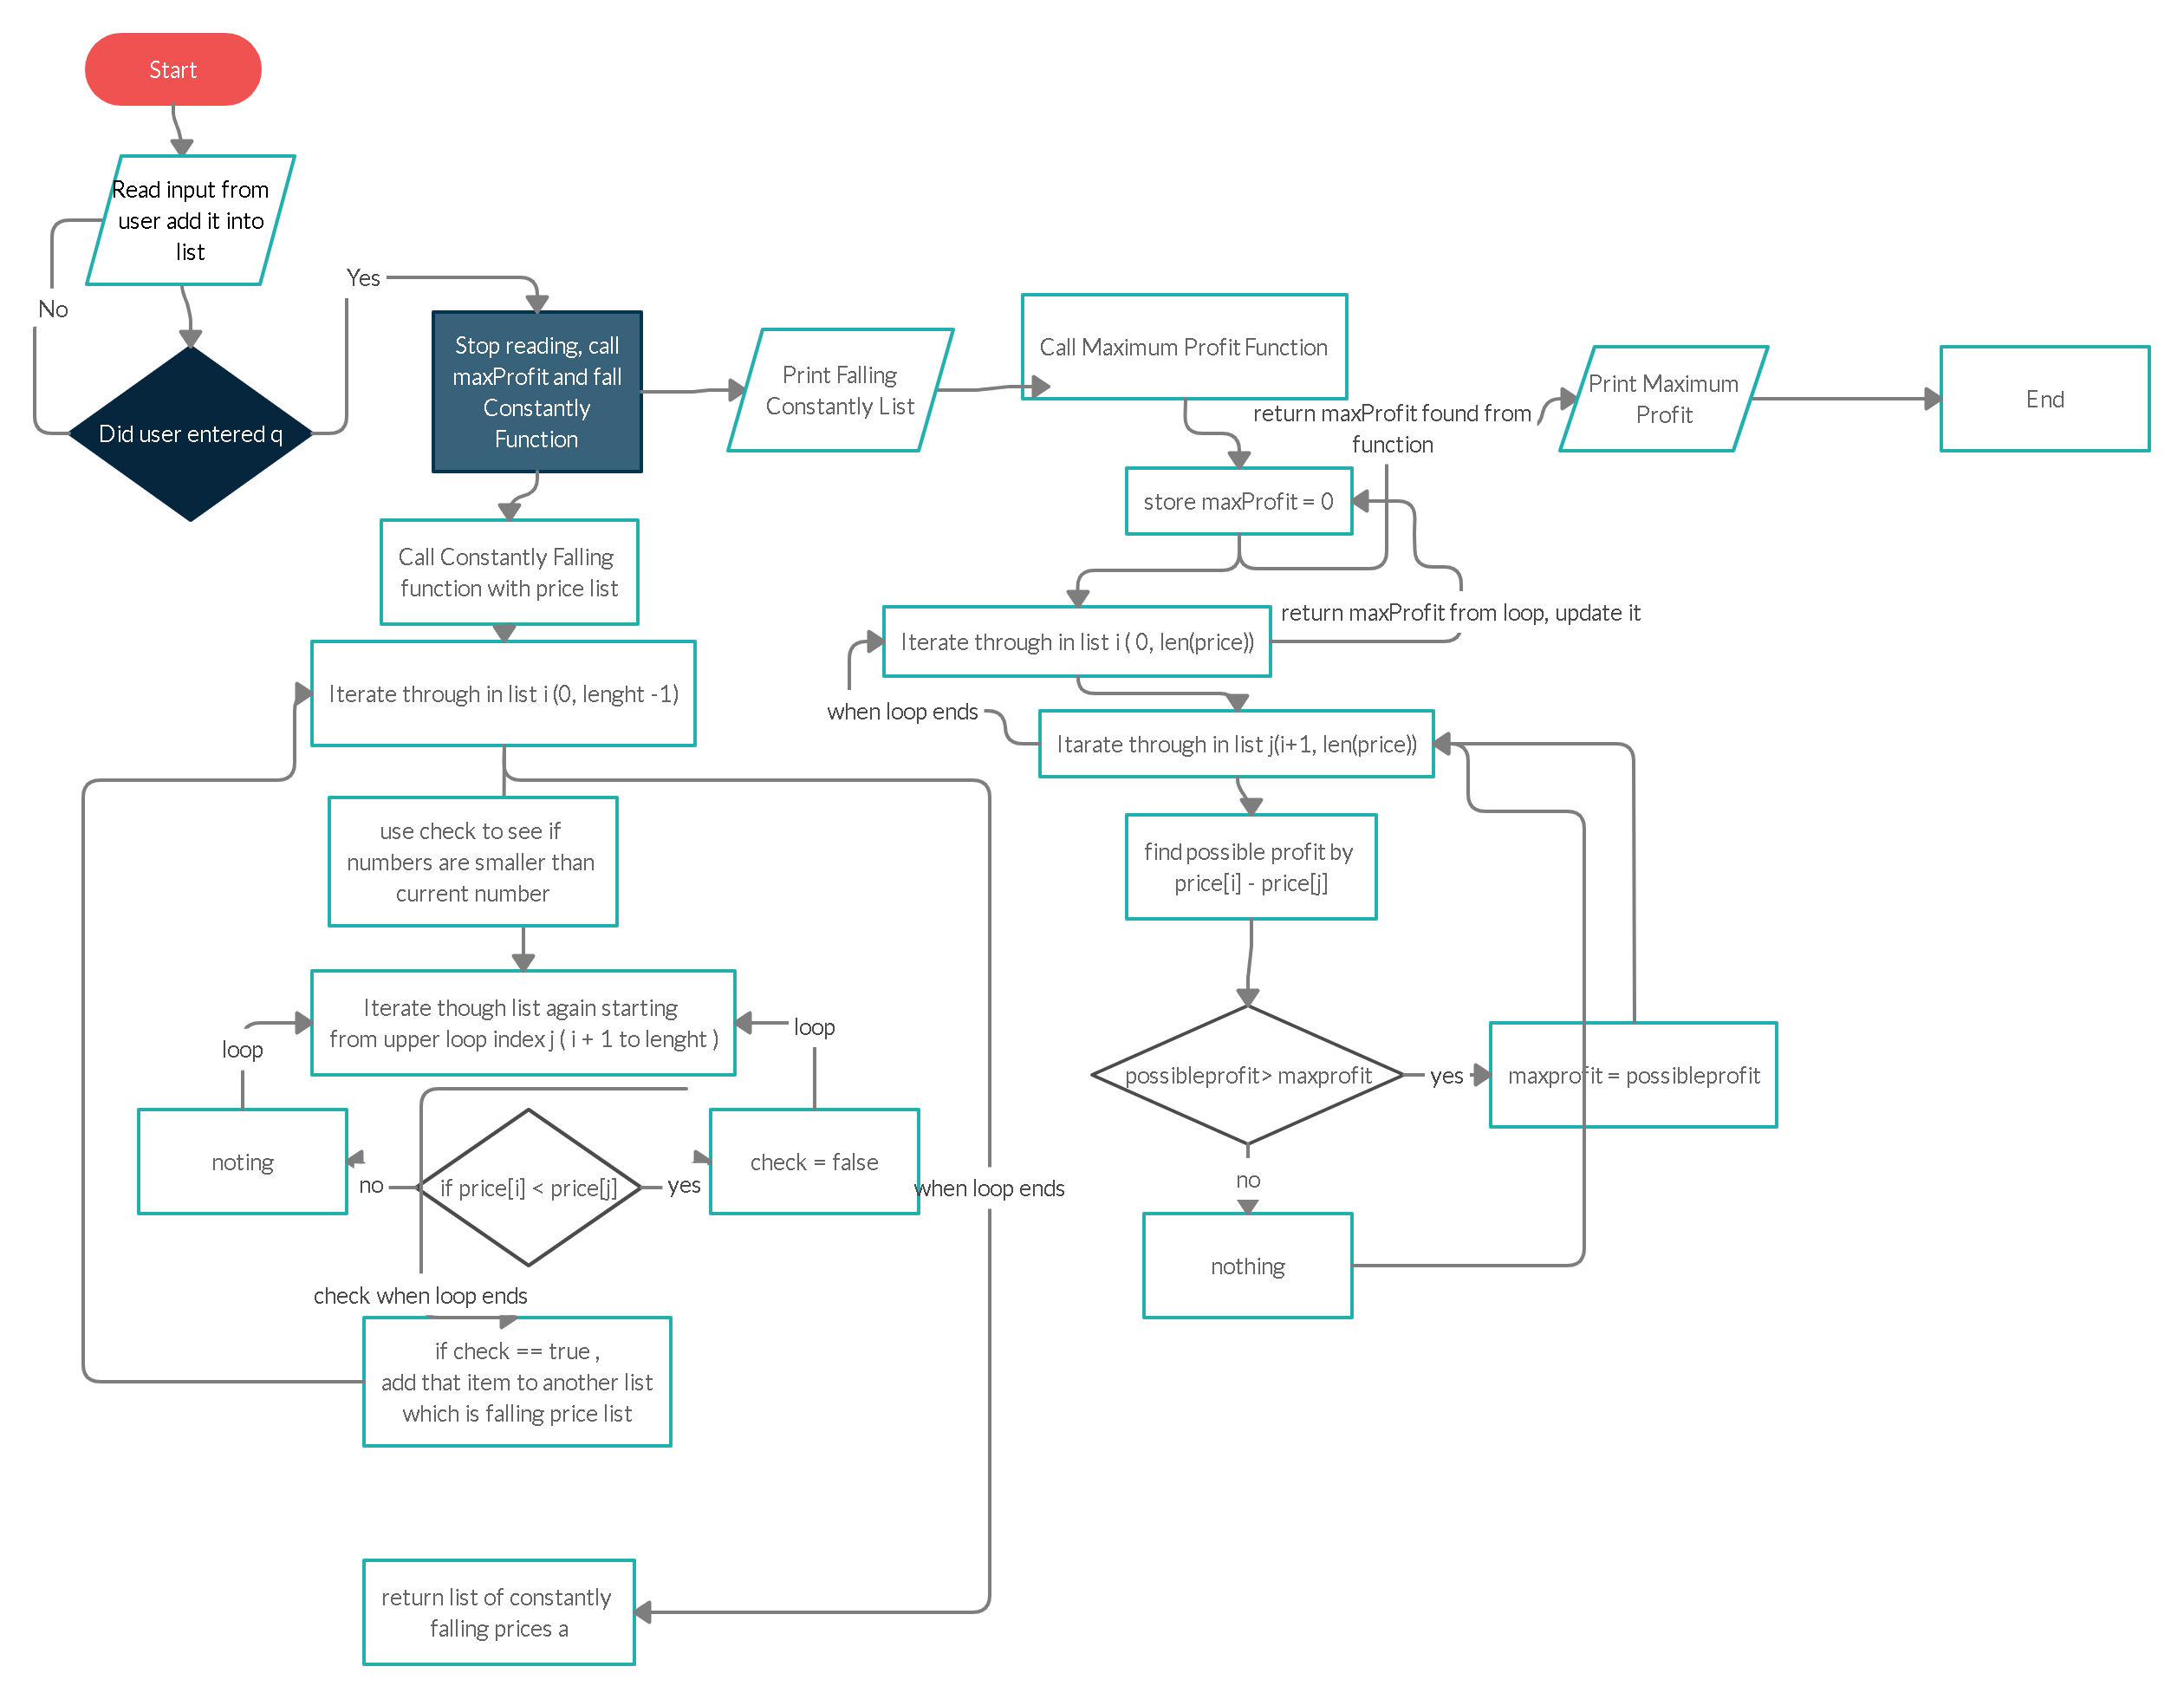 Start
Read input from
user add it into
list
No
Did user entered q
Yes
Stop reading, call
maxProfit and fall
Constantly
Function
Print Falling
Constantly List
Call Maximum Profit Function
return maxProfit found from
function
Print Maximum
Profit
End
Call Constantly Falling
function with price list
store maxProfit = 0
return maxProfit from loop, update it
Iterate through in list i ( 0, len(price))
Iterate through in list i (0, lenght -1)
when loop ends
Itarate through in list j(i+1, len(price))
use check to see if
numbers are smaller than
current number
find possible profit by
price[i] - price[j]
Iterate though list again starting
from upper loop index j ( i + 1 to lenght )
loop
loop
possibleprofit> maxprofit
yes
maxprofit = possibleprofit
noting
no
if price[i] < price[j]
yes
check = false
when loop ends
no
nothing
check when loop ends
if check == true ,
add that item to another list
which is falling price list
return list of constantly
falling prices a